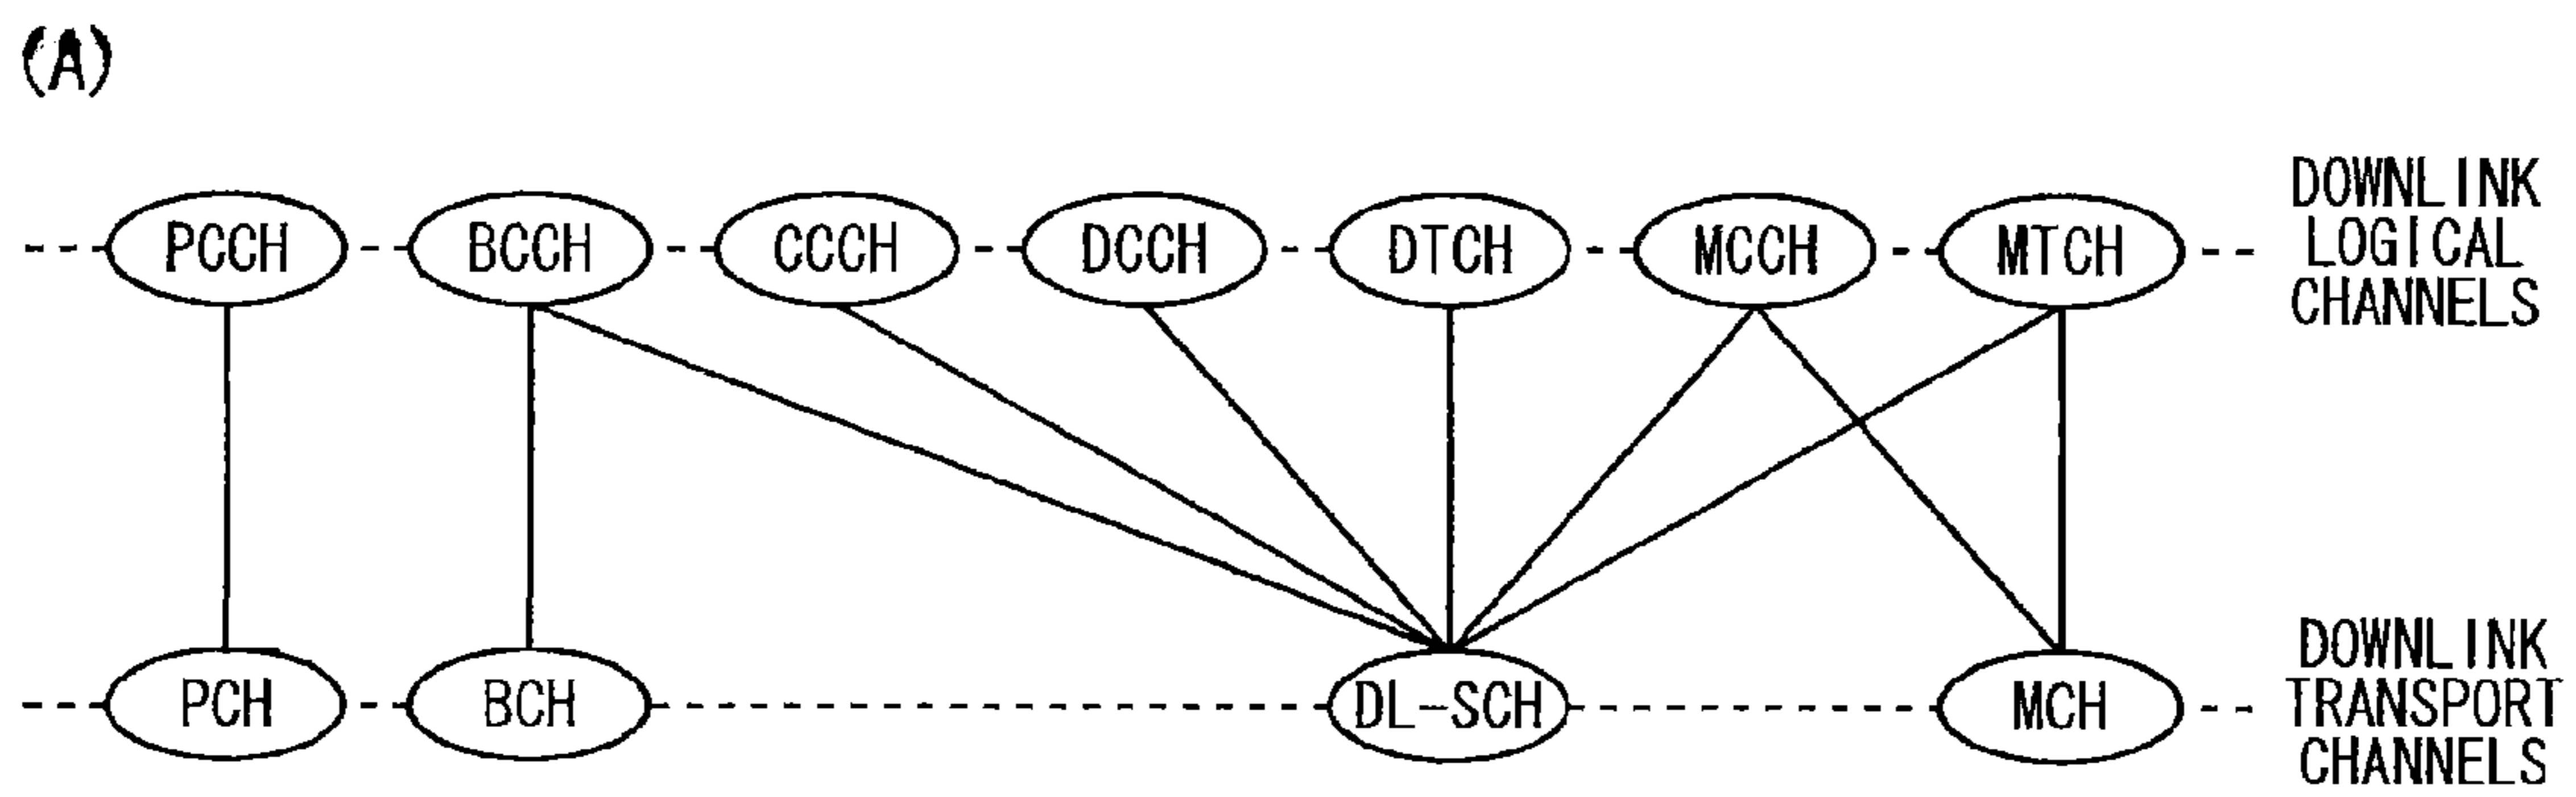 (A)
PCCH BCCH CCCH DCCH DTCH MCCH MTCH
DOWNLINK
LOGICAL
CHANNELS
PCH BCH DL-SCH MCH
DOWNLINK
TRANSPORT
CHANNELS